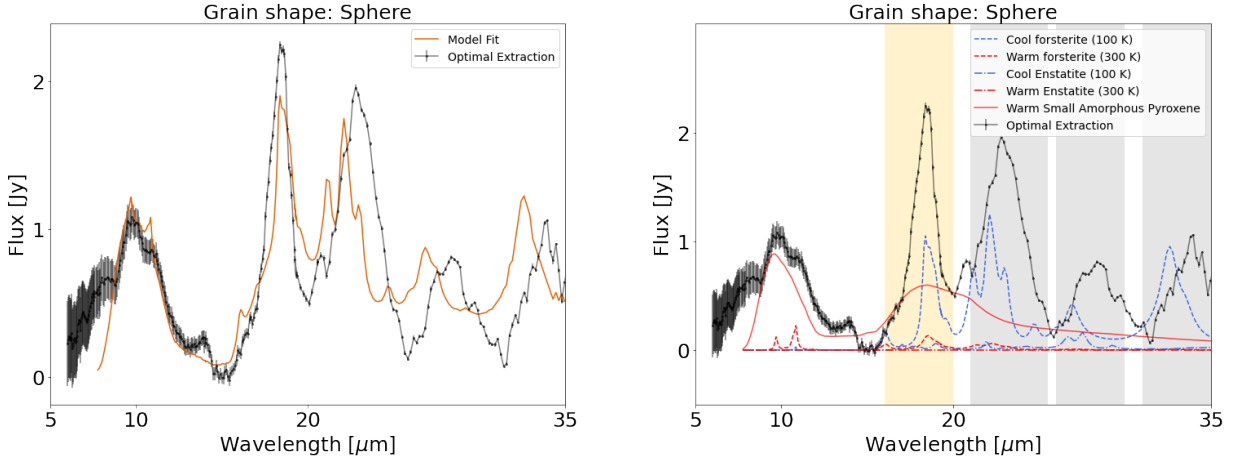 Grain shape: Sphere
Model Fit
Optimal Extraction
Flux [Jy]
2
1
0
5
10
20
35
Wavelength [μm]
Grain shape: Sphere
Cool forsterite (100 K)
Warm forsterite (300 K)
Cool Enstatite (100 K)
Warm Enstatite (300 K)
Warm Small Amorphous Pyroxene
Optimal Extraction
Flux [Jy]
2
1
0
5
10
20
35
Wavelength [μm]